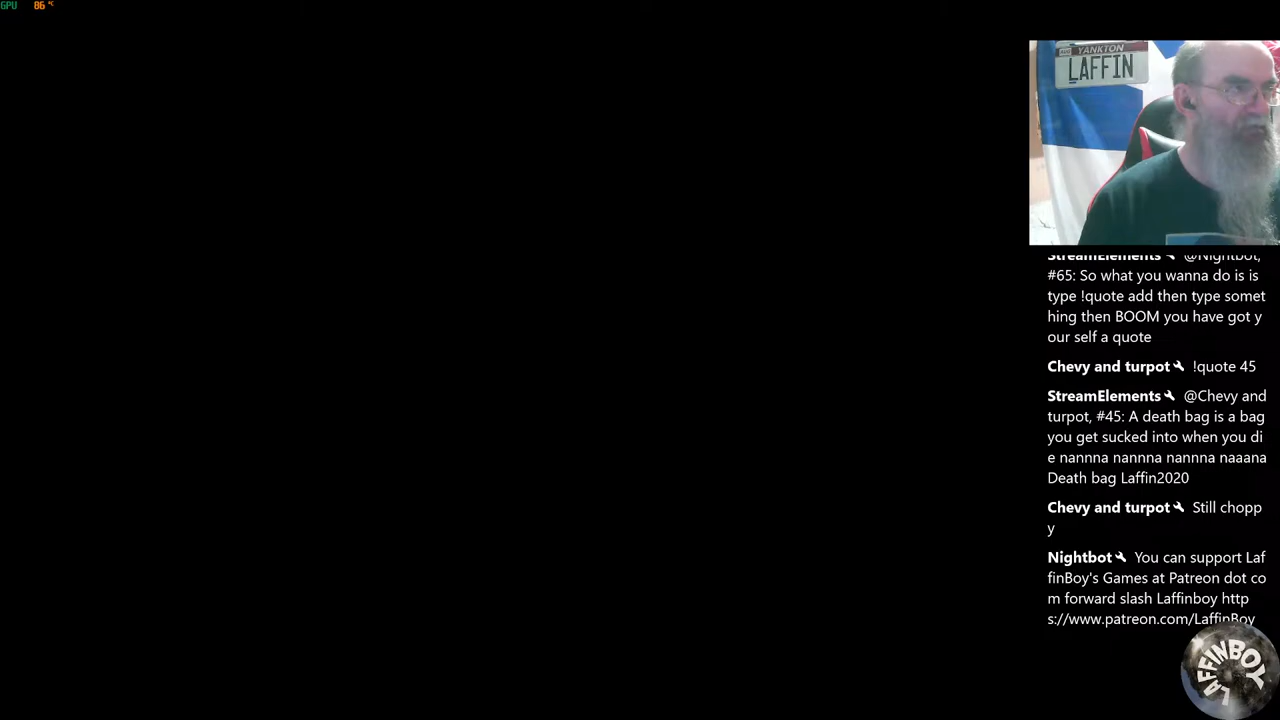 GPU 86 °C
YANKTON
LAFFIN
StreamElements @Nightbot,
#65: So what you wanna do is is
type !quote add then type somet
hing then BOOM you have got y
our self a quote
Chevy and turpot !quote 45
StreamElements @Chevy and
turpot, #45: A death bag is a bag
you get sucked into when you di
e nannna nannna nannna naaana
Death bag Laffin2020
Chevy and turpot Still chopp
y
Nightbot You can support Laf
finBoy's Games at Patreon dot co
m forward slash Laffinboy http
s://www.patreon.com/LaffinBoy
LAFFINBOY